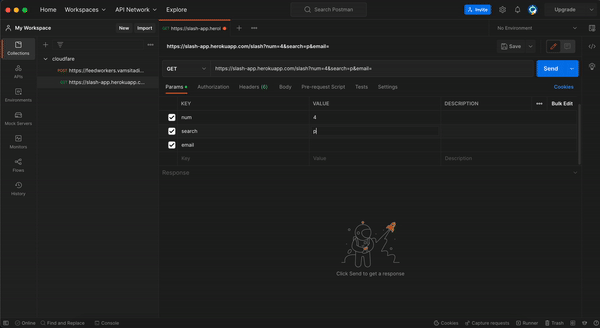 Home Workspaces API Network Explore Search Postman Invite Upgrade
My Workspace New Import GET https://slash-app.herol No Environment
Collections cloudfare
POST https://feedworkers.vamsitadi...
GET https://slash-app.herokuapp.c...
https://slash-app.herokuapp.com/slash?num=4&search=p&email= Save
APIs
GET https://slash-app.herokuapp.com/slash?num=4&search=p&email= Send
Environments
Params Authorization Headers (6) Body Pre-request Script Tests Settings Cookies
Mock Servers
KEY VALUE DESCRIPTION Bulk Edit
num 4
search p
email
Key Value Description
Monitors
Flows
History
Response
Click Send to get a response
Online Find and Replace Console Cookies Capture requests Runner Trash